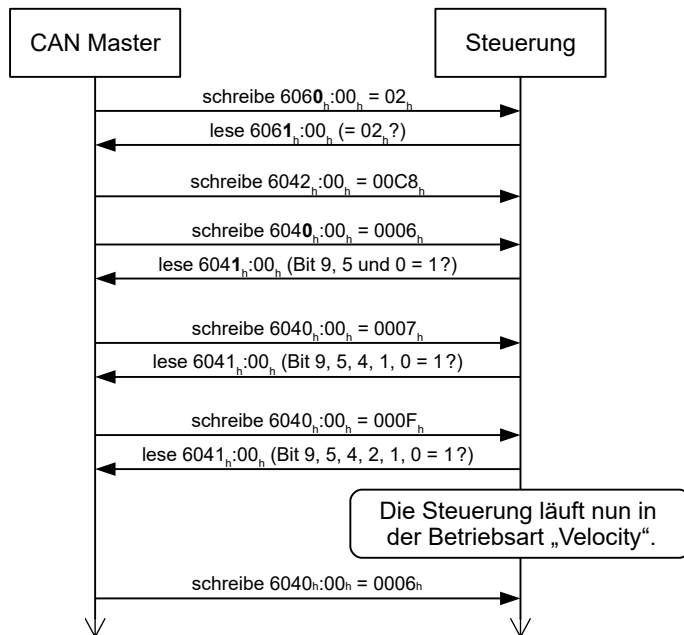 CAN Master
Steuerung
schreibe 6060h:00h = 02h
lese 6061h:00h (= 02h?)
schreibe 6042h:00h = 00C8h
schreibe 6040h:00h = 0006h
lese 6041h:00h (Bit 9, 5 und 0 = 1?)
schreibe 6040h:00h = 0007h
lese 6041h:00h (Bit 9, 5, 4, 1, 0 = 1?)
schreibe 6040h:00h = 000Fh
lese 6041h:00h (Bit 9, 5, 4, 2, 1, 0 = 1?)
Die Steuerung läuft nun in
der Betriebsart „Velocity“.
schreibe 6040h:00h = 0006h